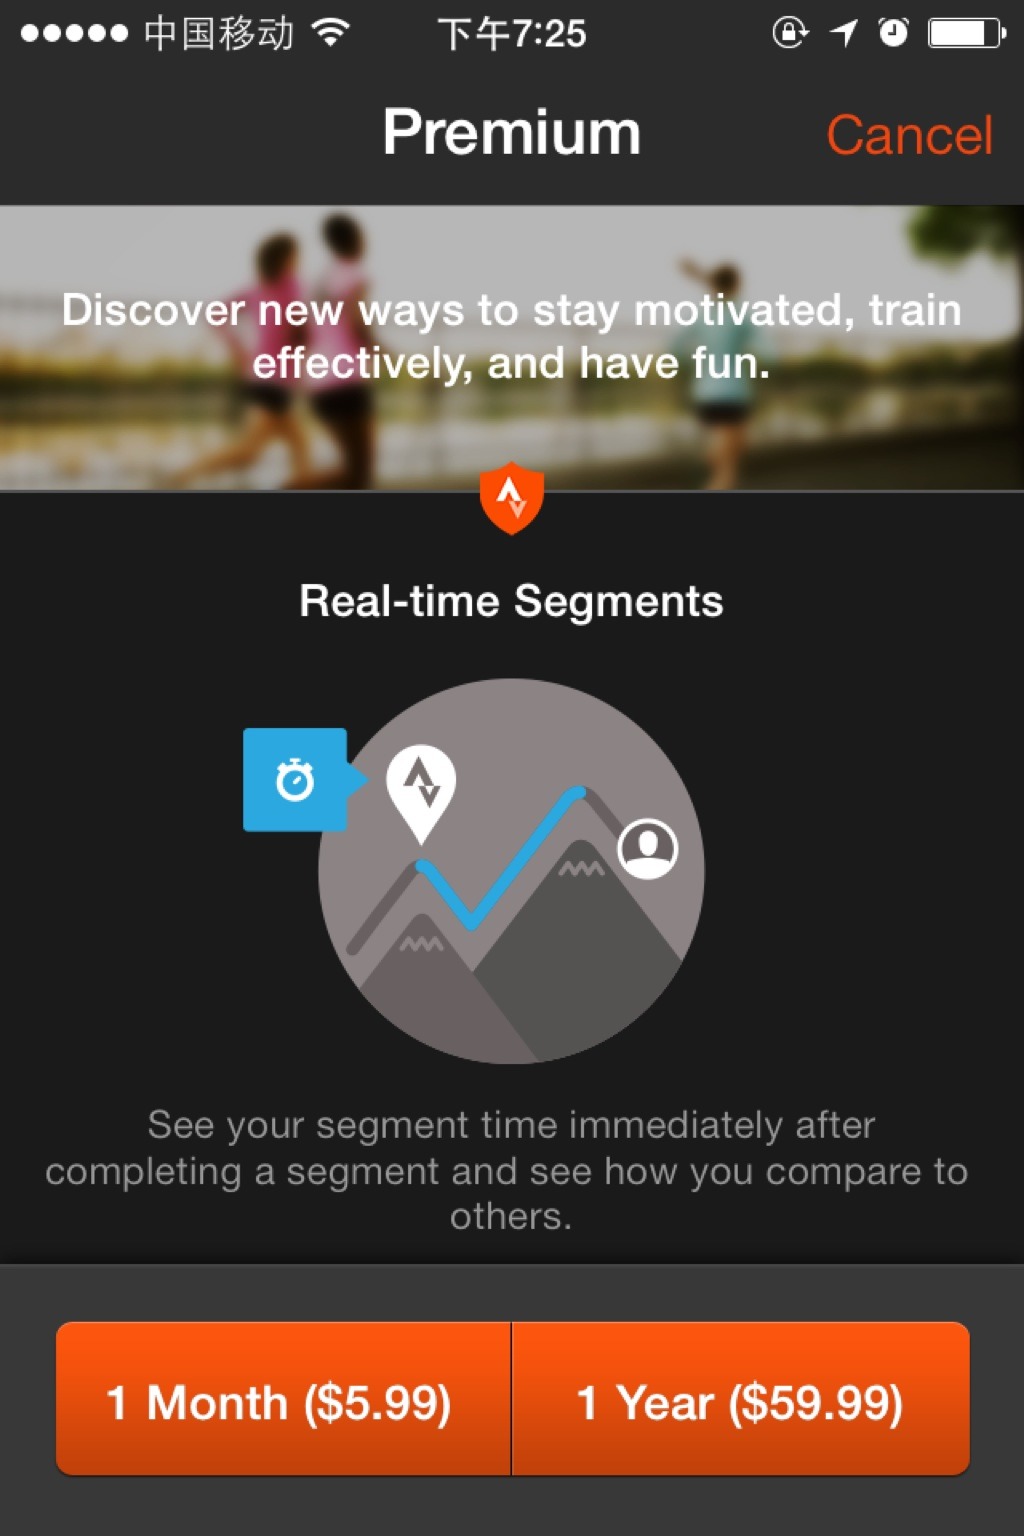 中国移动 下午7:25
Premium Cancel
Discover new ways to stay motivated, train
effectively, and have fun.
Real-time Segments
See your segment time immediately after
completing a segment and see how you compare to
others.
1 Month ($5.99) 1 Year ($59.99)